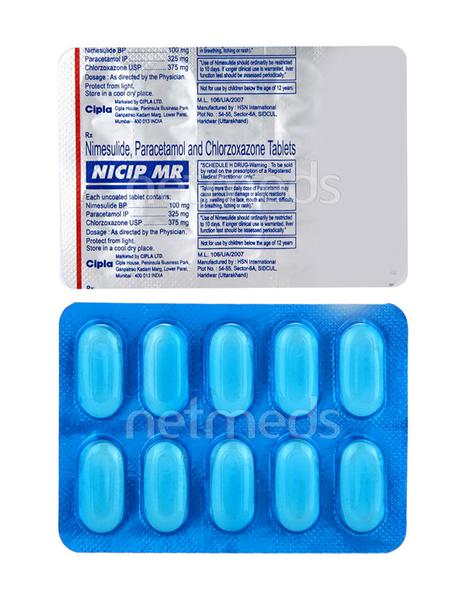 Nimesulide BP 100 mg
Paracetamol IP 325 mg
Chlorzoxazone USP 375 mg
Dosage : As directed by the Physician.
Protect from light.
Store in a cool dry place.
Cipla
Marketed by CIPLA LTD.
Cipla House, Peninsula Business Park,
Ganpatrao Kadam Marg, Lower Parel,
Mumbai - 400 013 INDIA
in breathing, itching or rash)."
"Use of Nimesulide should ordinarily be restricted
to 10 days. If longer clinical use is warranted, liver
function test should be assessed periodically."
Not for use by children below the age of 12 years
M.L. 106/UA/2007
Manufactured by : HSN International
Plot No. : 54-55, Sector-6A, SIDCUL,
Haridwar (Uttarakhand)
Rx
Nimesulide, Paracetamol and Chlorzoxazone Tablets
NICIP MR
Each uncoated tablet contains:
Nimesulide BP 100 mg
Paracetamol IP 325 mg
Chlorzoxazone USP 375 mg
Dosage : As directed by the Physician.
Protect from light.
Store in a cool dry place.
Cipla
Marketed by CIPLA LTD.
Cipla House, Peninsula Business Park,
Ganpatrao Kadam Marg, Lower Parel,
Mumbai - 400 013 INDIA
"SCHEDULE H DRUG-Warning : To be sold
by retail on the prescription of a Registered
Medical Practitioner only."
"Taking more than daily dose of Paracetamol may
cause serious liver damage or allergic reactions
(e.g. swelling of the face, mouth and throat, difficulty
in breathing, itching or rash)."
"Use of Nimesulide should ordinarily be restricted
to 10 days. If longer clinical use is warranted, liver
function test should be assessed periodically."
Not for use by children below the age of 12 years
M.L. 106/UA/2007
Manufactured by : HSN International
Plot No. : 54-55, Sector-6A, SIDCUL,
Haridwar (Uttarakhand)
Rx
netmeds
netmeds